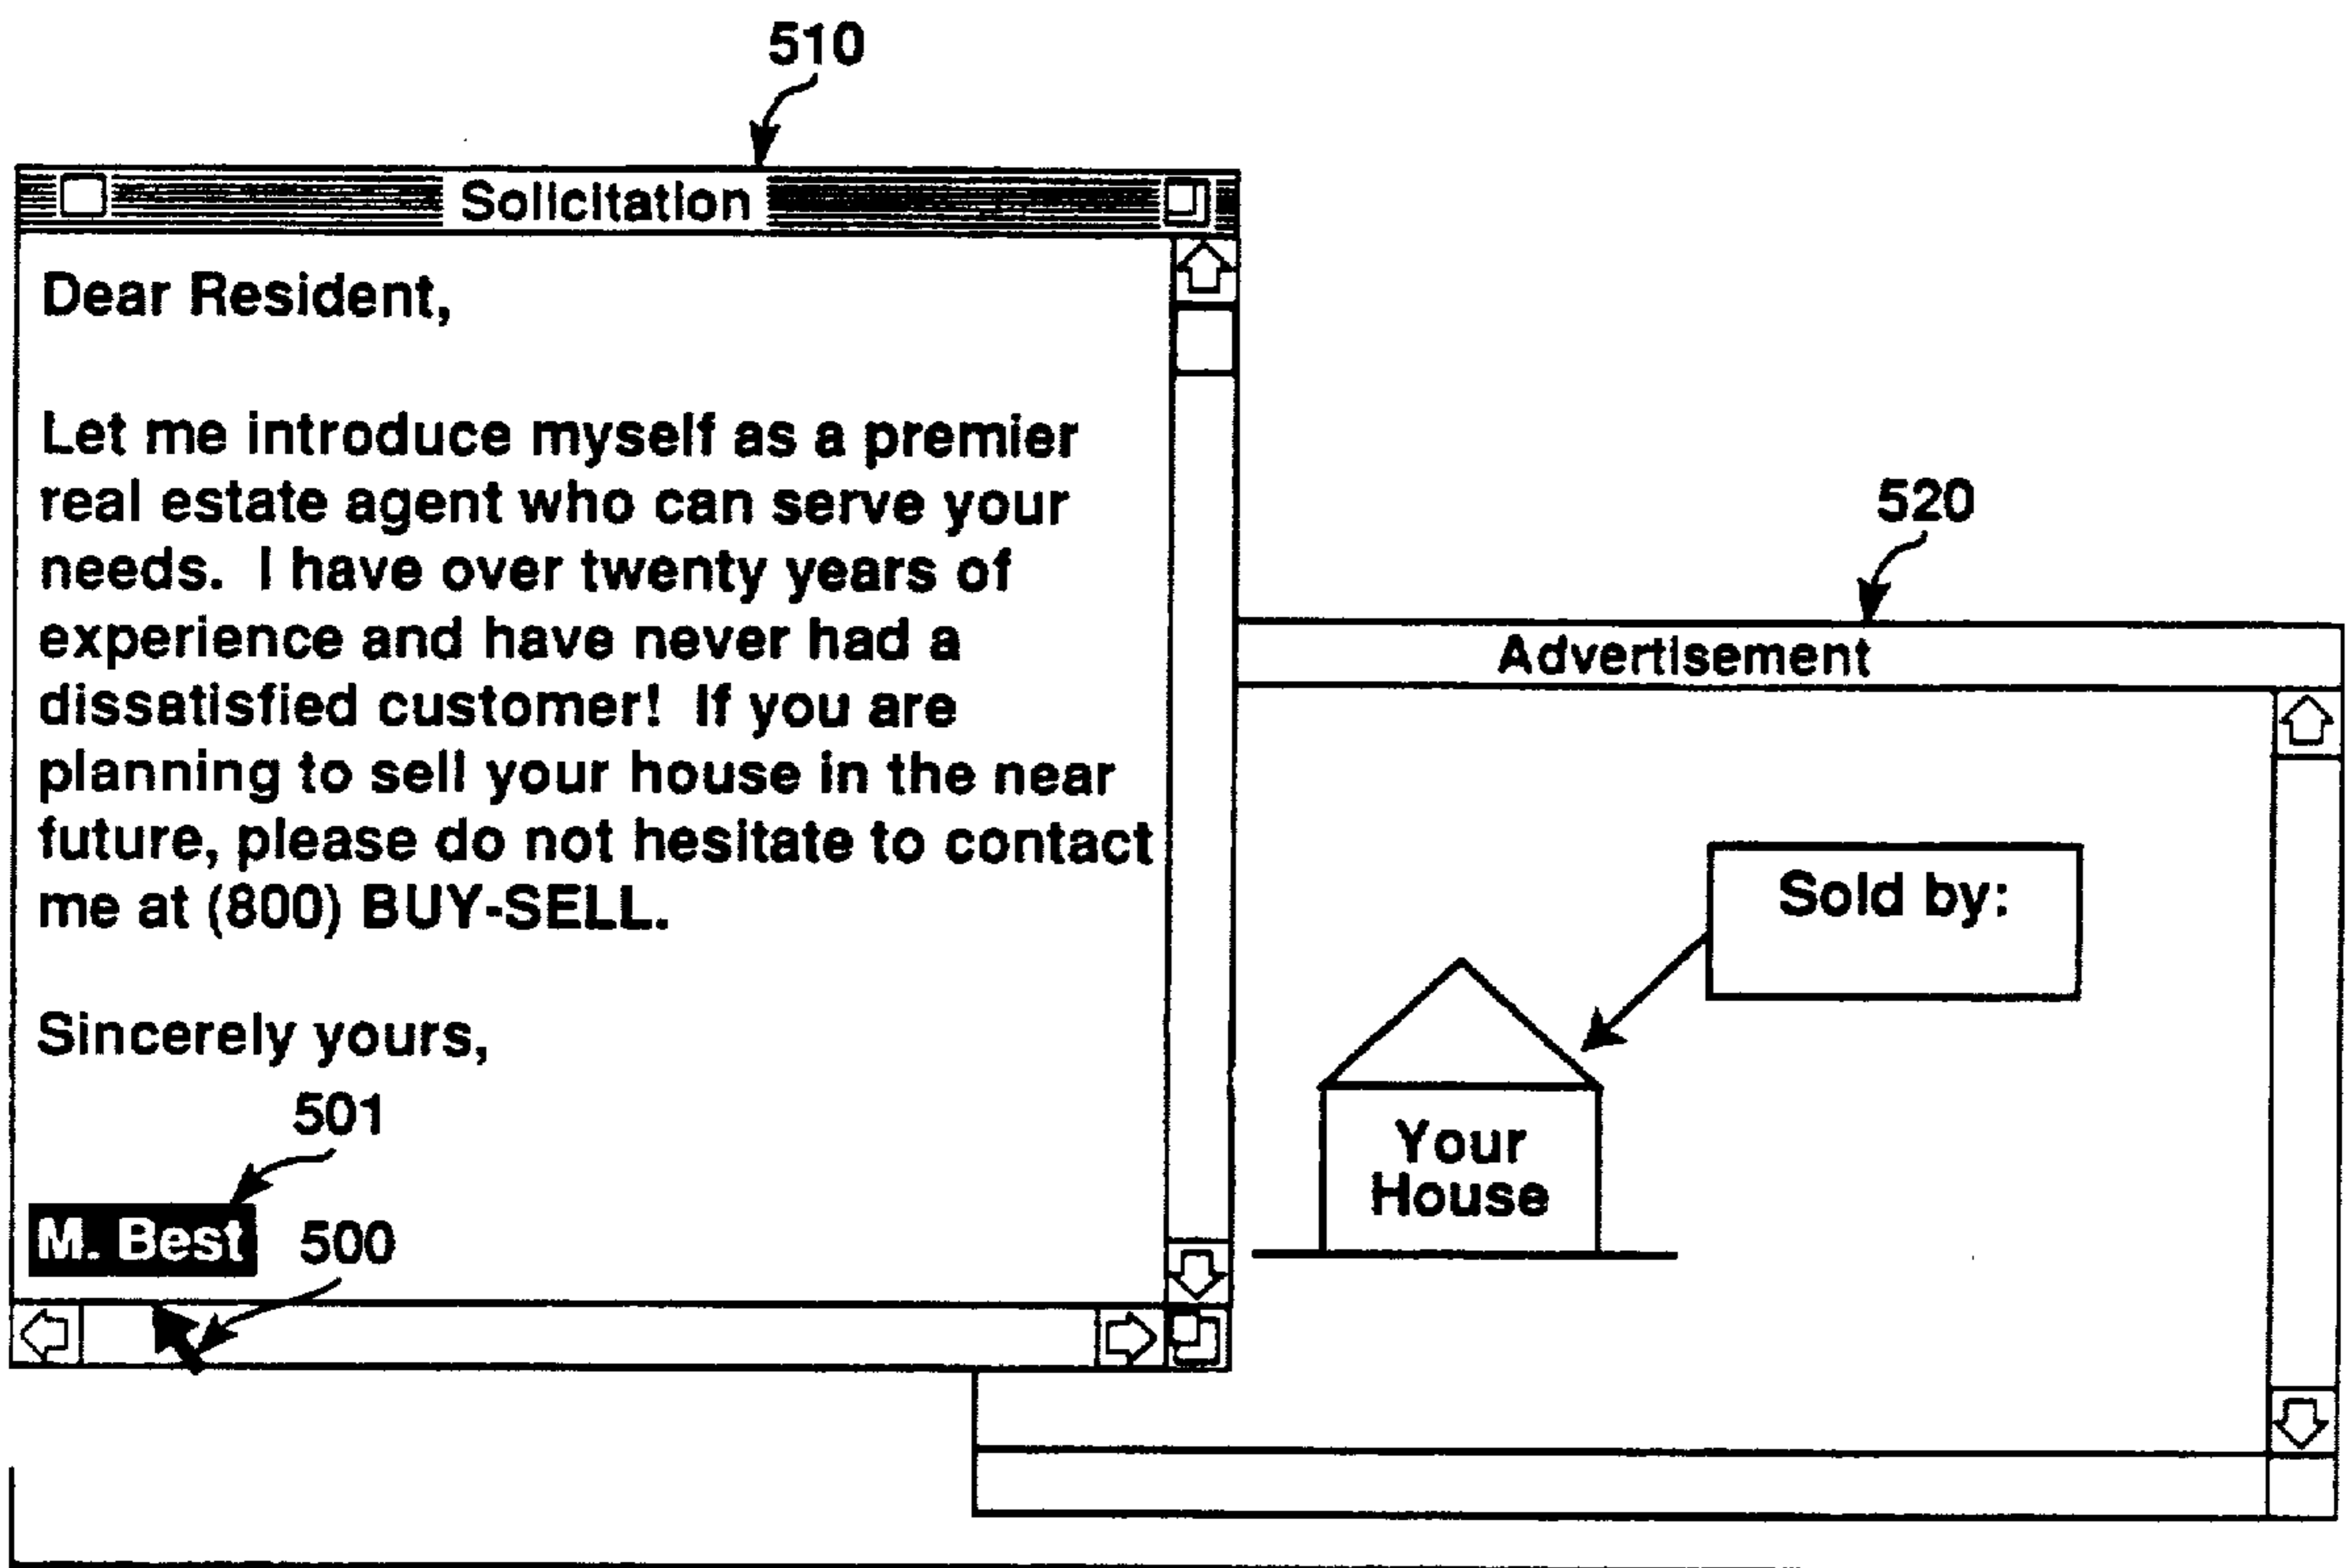 510
Solicitation
Dear Resident,
Let me introduce myself as a premier
real estate agent who can serve your
needs. I have over twenty years of
experience and have never had a
dissatisfied customer! If you are
planning to sell your house in the near
future, please do not hesitate to contact
me at (800) BUY-SELL.
Sincerely yours,
501
M. Best
500
520
Advertisement
Sold by:
Your
House